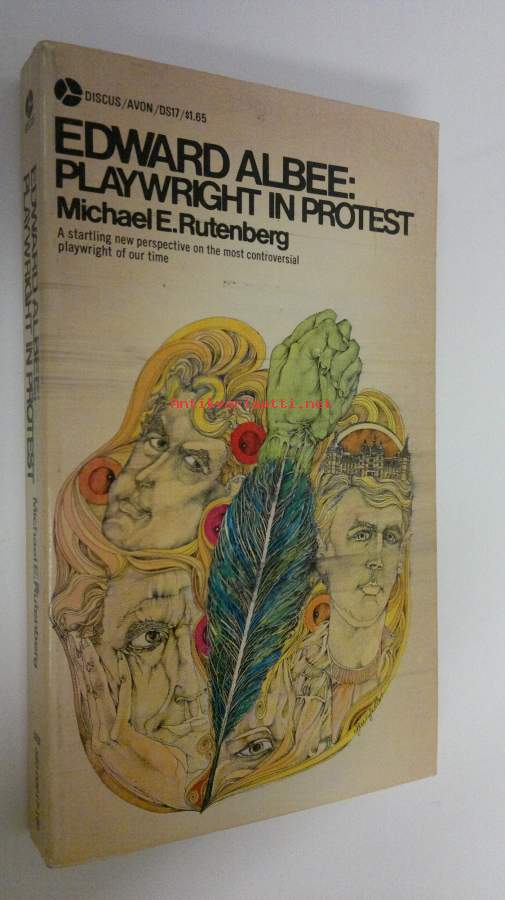 DISCUS/AVON/DS17/$1.65
EDWARD ALBEE:
PLAYWRIGHT IN PROTEST
Michael E. Rutenberg
A startling new perspective on the most controversial
playwright of our time
Antikvariaatti.net
EDWARD ALBEE:
PLAYWRIGHT IN PROTEST
Michael E. Rutenberg